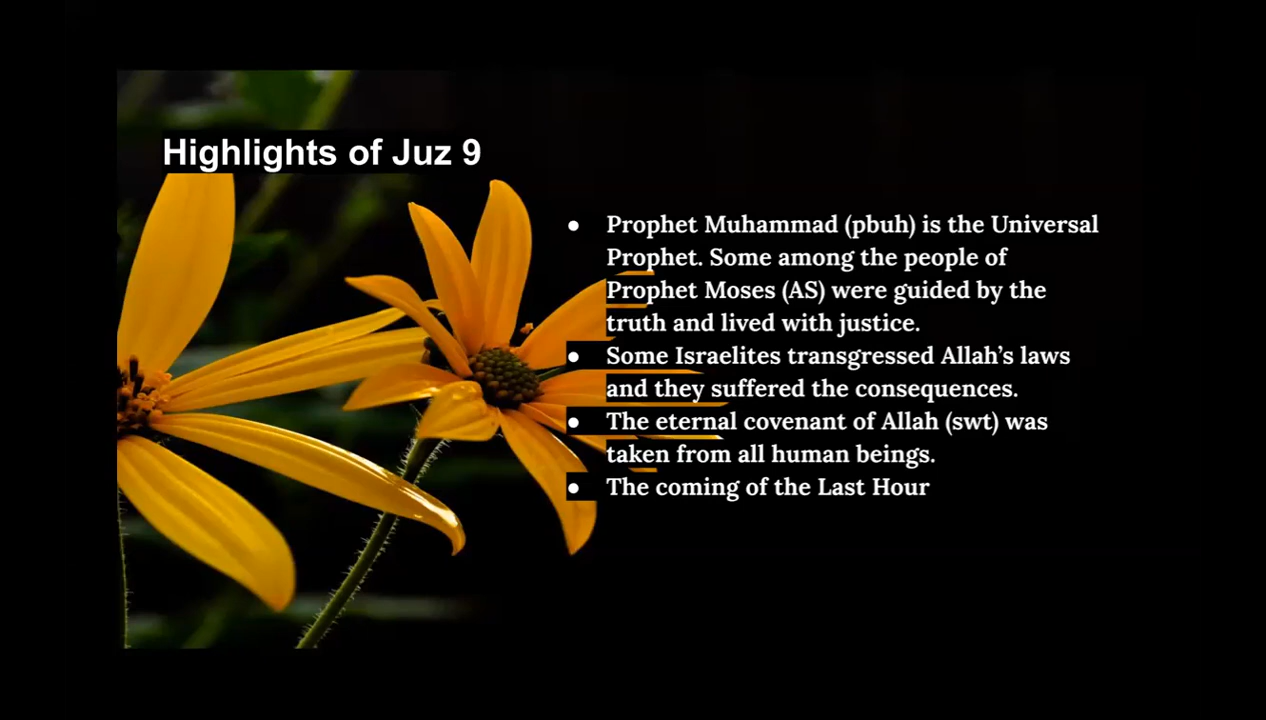 Highlights of Juz 9
● Prophet Muhammad (pbuh) is the Universal
Prophet. Some among the people of
Prophet Moses (AS) were guided by the
truth and lived with justice.
● Some Israelites transgressed Allah’s laws
and they suffered the consequences.
● The eternal covenant of Allah (swt) was
taken from all human beings.
● The coming of the Last Hour